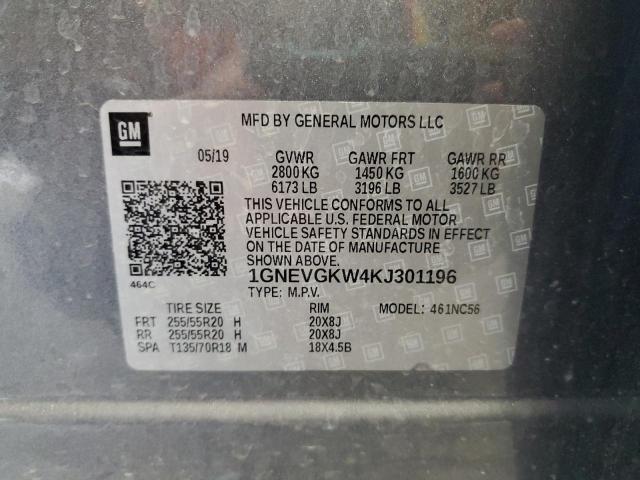 GM
MFD BY GENERAL MOTORS LLC
05/19 GVWR GAWR FRT GAWR RR
2800 KG 1450 KG 1600 KG
6173 LB 3196 LB 3527 LB
THIS VEHICLE CONFORMS TO ALL
APPLICABLE U.S. FEDERAL MOTOR
VEHICLE SAFETY STANDARDS IN EFFECT
ON THE DATE OF MANUFACTURE
SHOWN ABOVE.
1GNEVGKW4KJ301196
464C
TYPE: M.P.V.
TIRE SIZE RIM MODEL: 461NC56
FRT 255/55R20 H 20X8J
RR 255/55R20 H 20X8J
SPA T135/70R18 M 18X4.5B